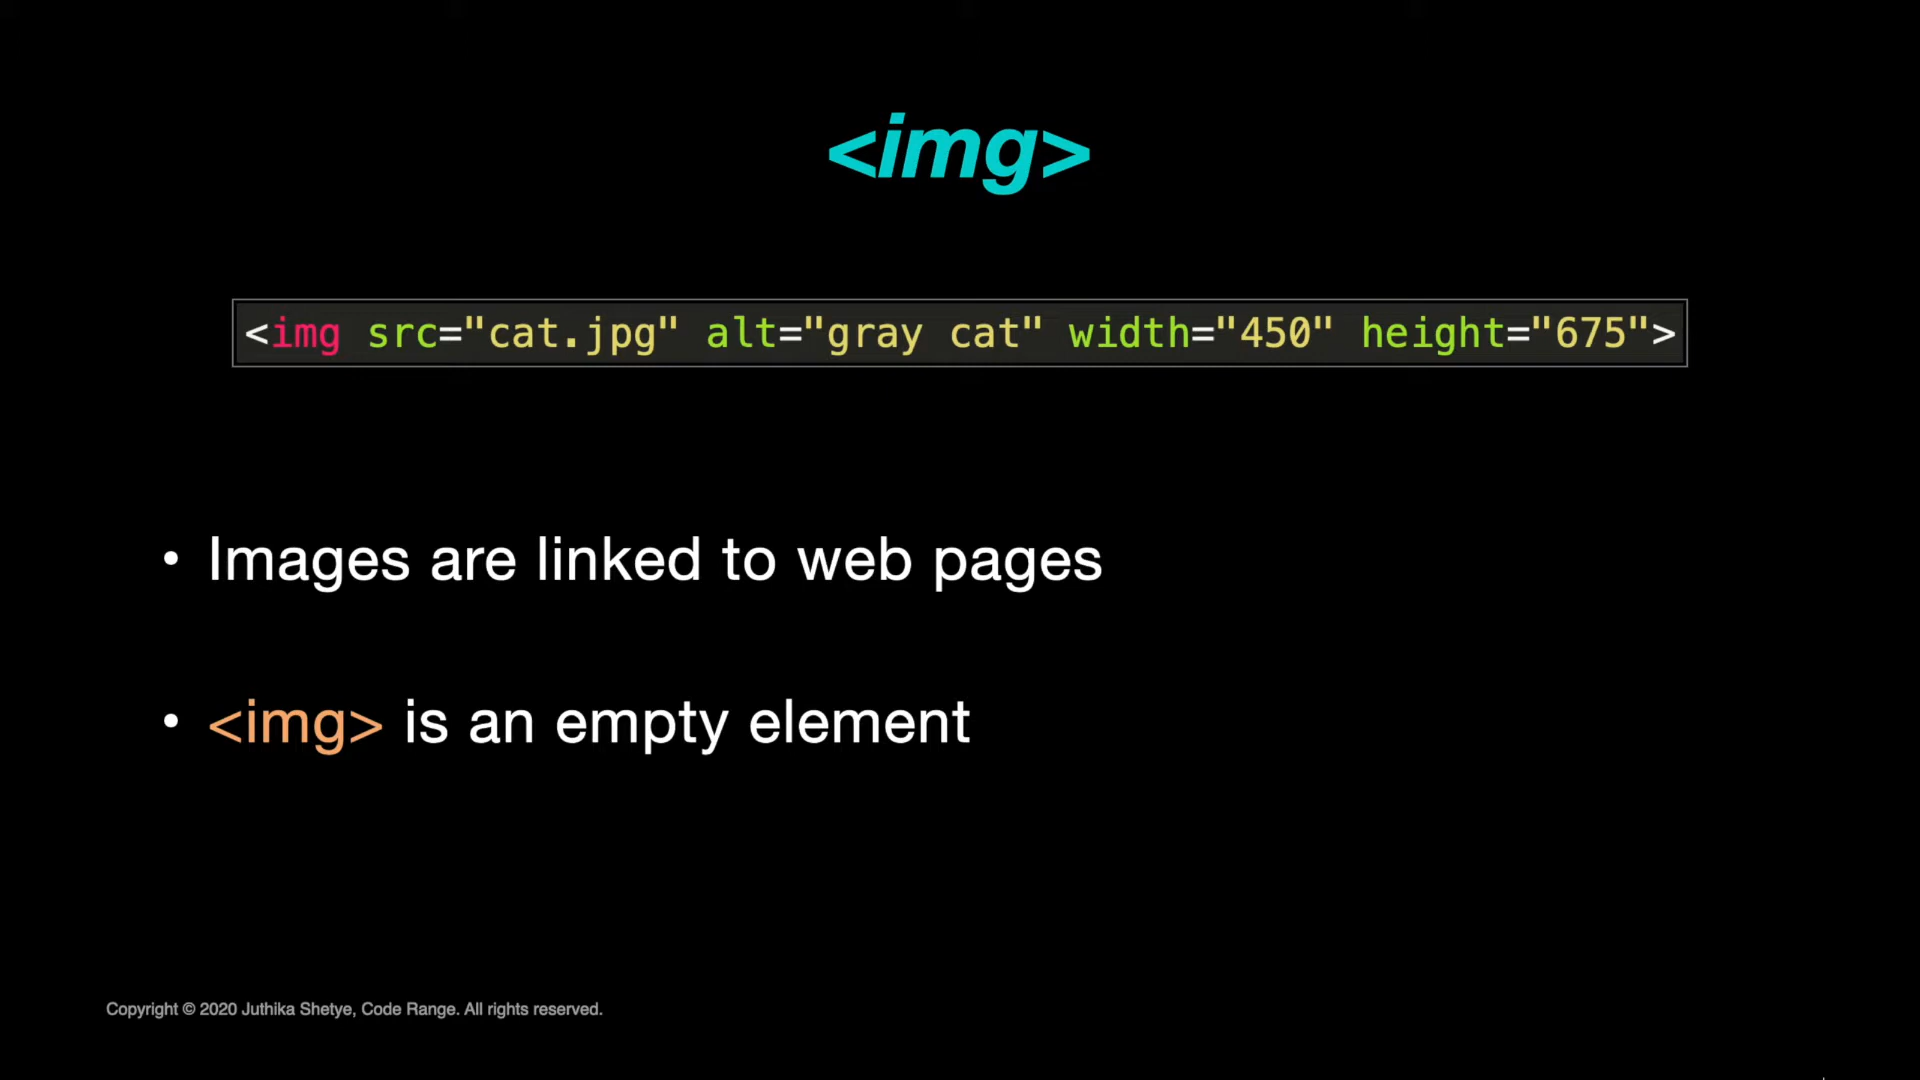 <img>
<img src="cat.jpg" alt="gray cat" width="450" height="675">
• Images are linked to web pages
• <img> is an empty element
Copyright © 2020 Juthika Shetye, Code Range. All rights reserved.